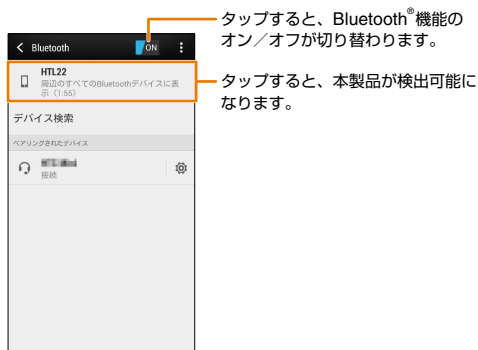 タップすると、Bluetooth®機能の
オン／オフが切り替わります。
Bluetooth
ON
HTL22
周辺のすべてのBluetoothデバイスに表
示（1:55）
タップすると、本製品が検出可能に
なります。
デバイス検索
ペアリングされたデバイス
接続